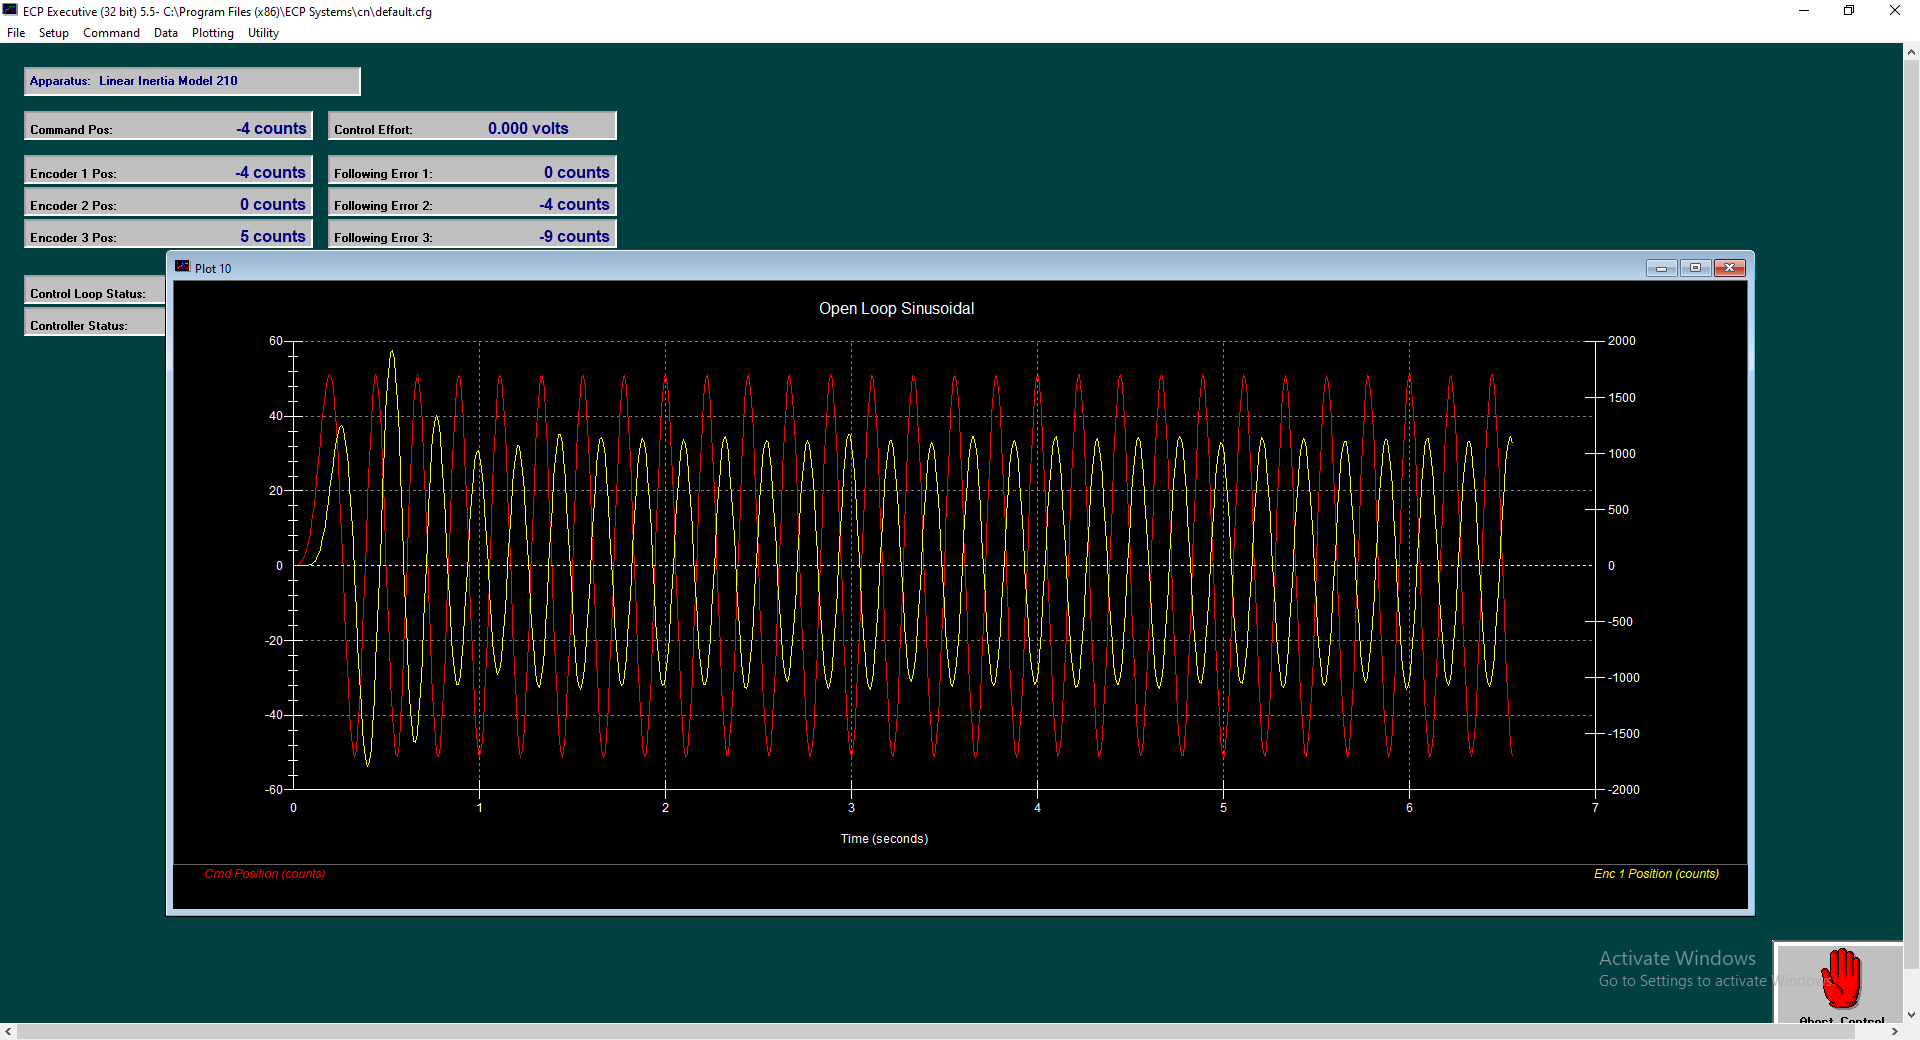 ECP Executive (32 bit) 5.5- C:\Program Files (x86)\ECP Systems\cn\default.cfg
File Setup Command Data Plotting Utility
Apparatus: Linear Inertia Model 210
Command Pos: -4 counts Control Effort: 0.000 volts
Encoder 1 Pos: -4 counts Following Error 1: 0 counts
Encoder 2 Pos: 0 counts Following Error 2: -4 counts
Encoder 3 Pos: 5 counts Following Error 3: -9 counts
Plot 10
Control Loop Status:
Controller Status:
Open Loop Sinusoidal
60 2000
1500
40
1000
20
500
0 0
-500
-20
-1000
-40
-1500
-60 -2000
0 1 2 3 4 5 6 7
Time (seconds)
Cmd Position (counts) Enc 1 Position (counts)
Activate Windows
Go to Settings to activate Windows.
Abort Control